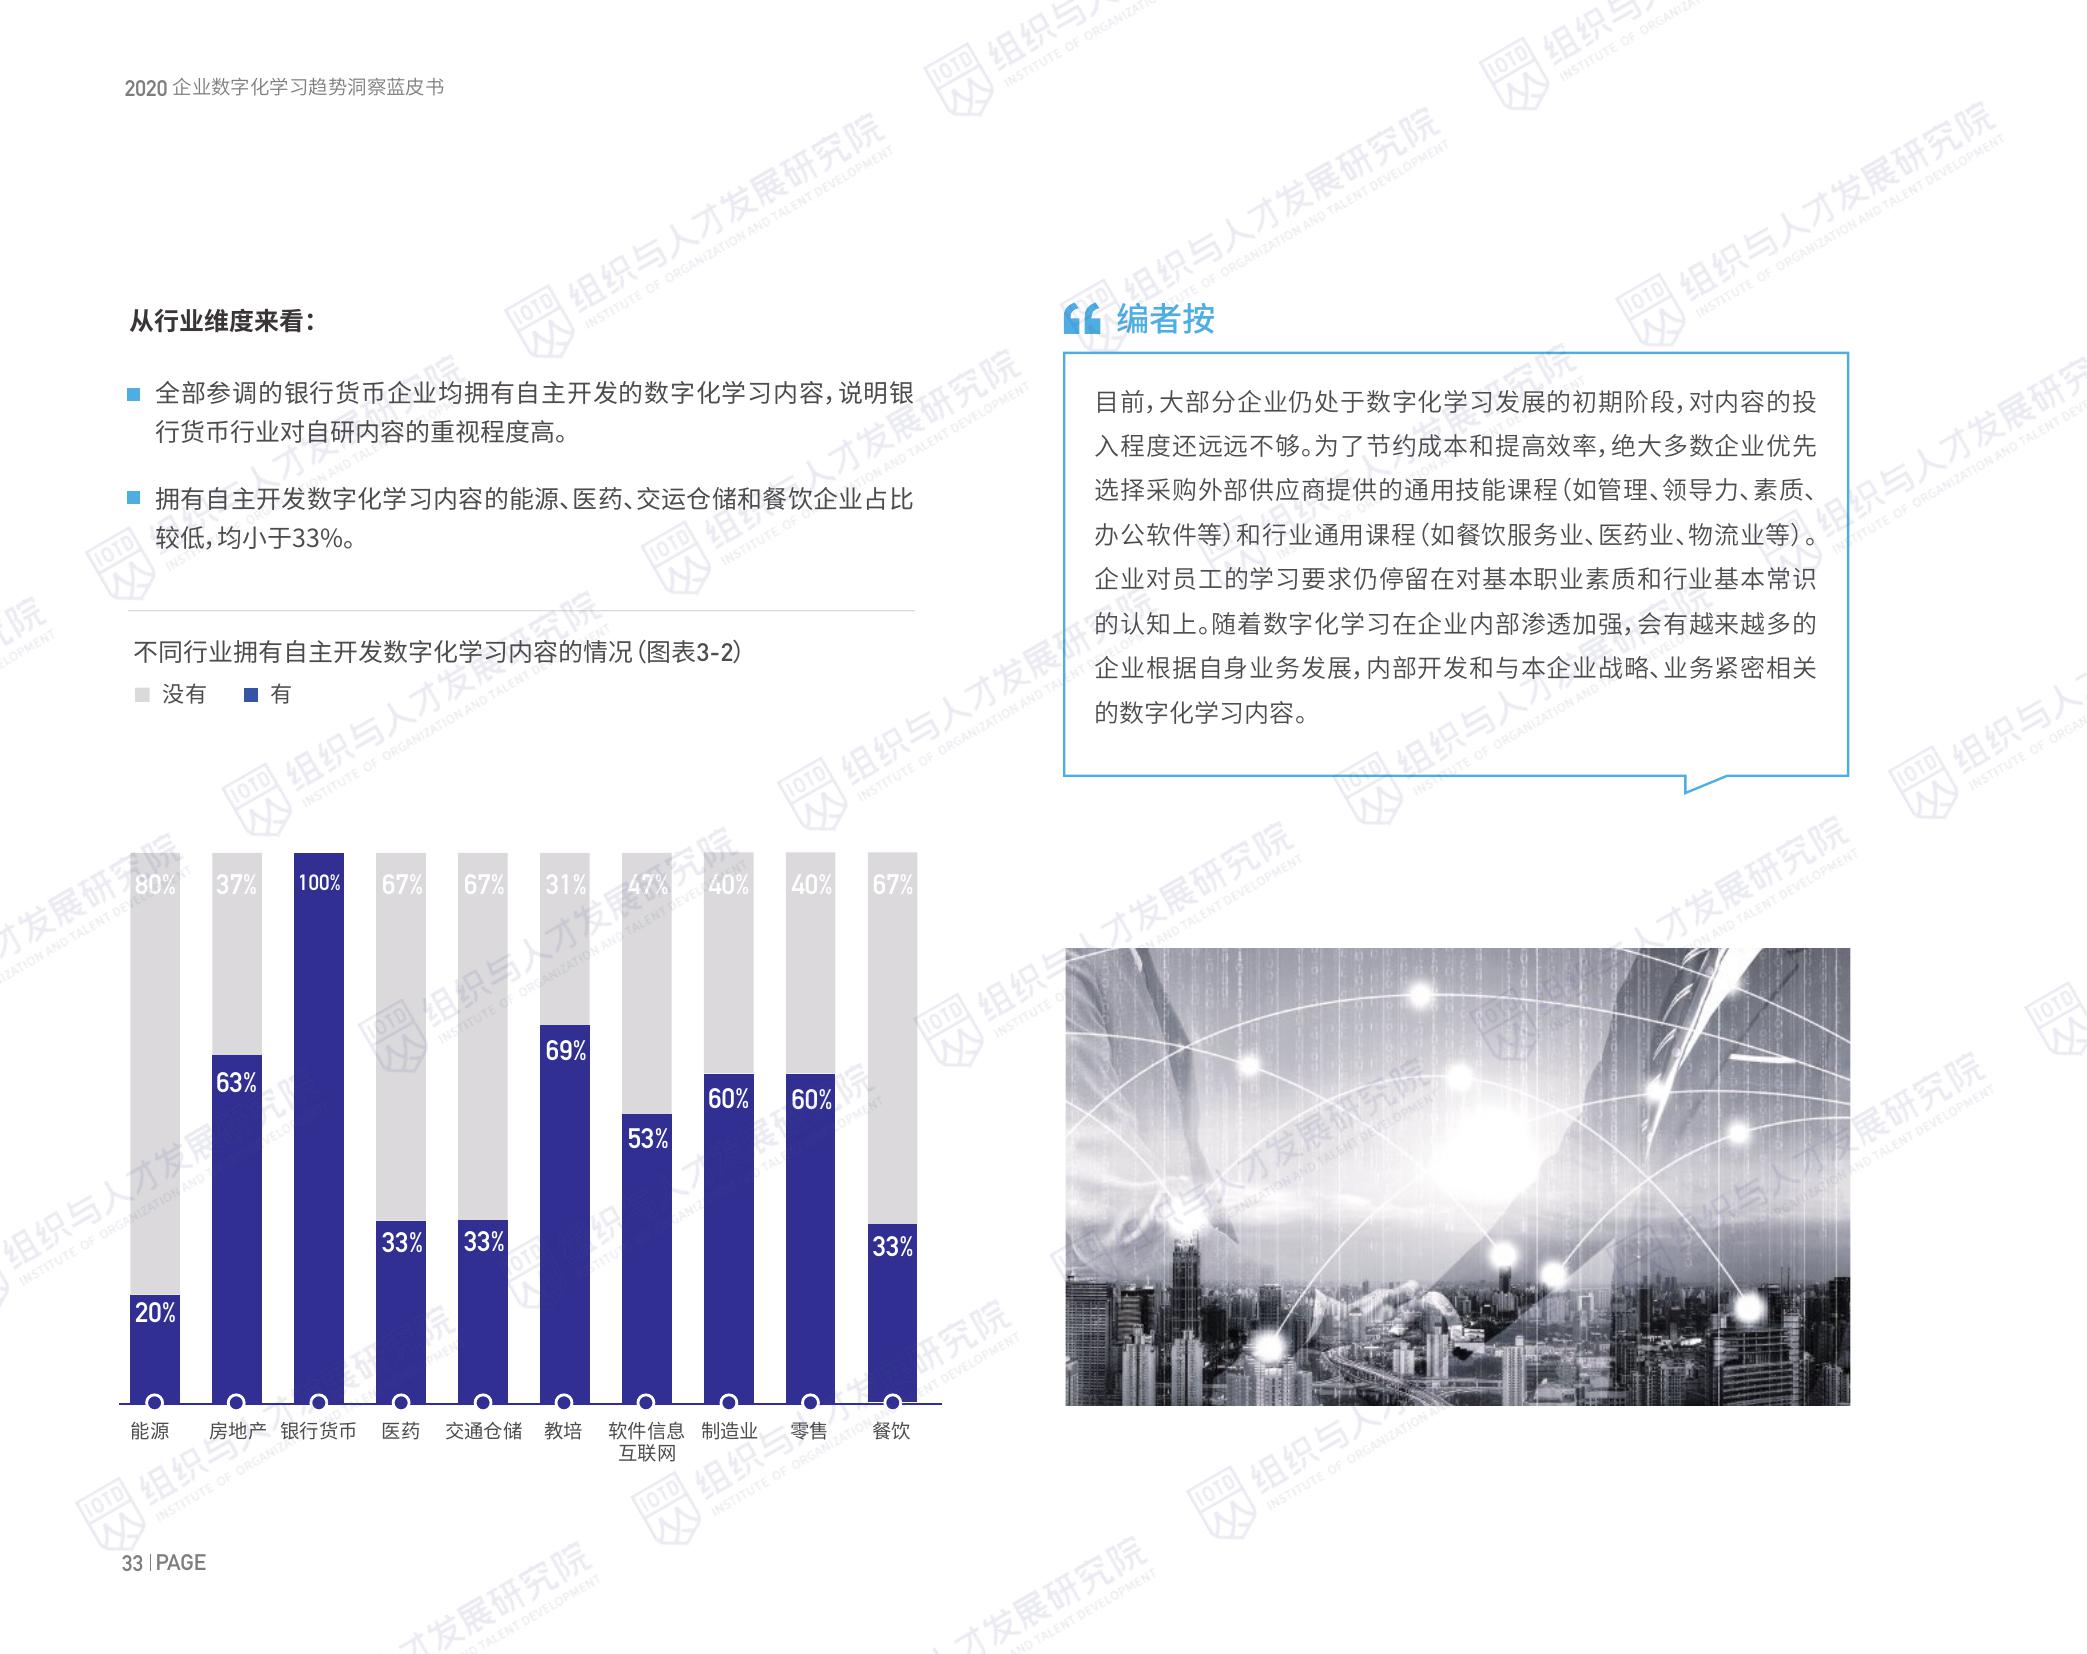 2020 企业数字化学习趋势洞察蓝皮书
从行业维度来看：
全部参调的银行货币企业均拥有自主开发的数字化学习内容，说明银
行货币行业对自研内容的重视程度高。
拥有自主开发数字化学习内容的能源、医药、交运仓储和餐饮企业占比
较低，均小于33%。
不同行业拥有自主开发数字化学习内容的情况（图表3-2）
没有 有
80% 37% 100% 67% 67% 31% 47% 40% 40% 67%
69%
63%
60% 60%
53%
33% 33% 33%
20%
能源 房地产 银行货币 医药 交通仓储 教培 软件信息 制造业 零售 餐饮
互联网
编者按
目前，大部分企业仍处于数字化学习发展的初期阶段，对内容的投
入程度还远远不够。为了节约成本和提高效率，绝大多数企业优先
选择采购外部供应商提供的通用技能课程（如管理、领导力、素质、
办公软件等）和行业通用课程（如餐饮服务业、医药业、物流业等）。
企业对员工的学习要求仍停留在对基本职业素质和行业基本常识
的认知上。随着数字化学习在企业内部渗透加强，会有越来越多的
企业根据自身业务发展，内部开发和与本企业战略、业务紧密相关
的数字化学习内容。
33 | PAGE
IOTD 组织与人才发展研究院
INSTITUTE OF ORGANIZATION AND TALENT DEVELOPMENT